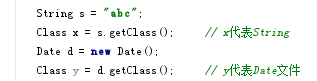 String s = "abc";
Class x = s.getClass();    // x代表String
Date d = new Date();
Class y = d.getClass();    // y代表Date文件